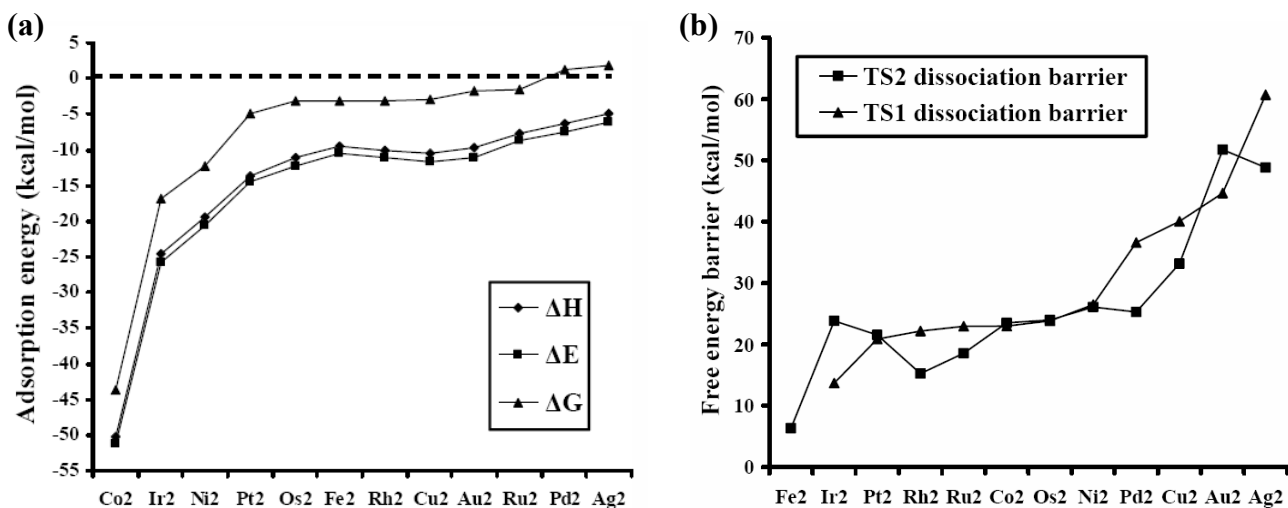 (a)
Adsorption energy (kcal/mol)
5
0
-5
-10
-15
-20
-25
-30
-35
-40
-45
-50
-55
Co2 Ir2 Ni2 Pt2 Os2 Fe2 Rh2 Cu2 Au2 Ru2 Pd2 Ag2
ΔH
ΔE
ΔG
(b)
Free energy barrier (kcal/mol)
70
60
50
40
30
20
10
0
Fe2 Ir2 Pt2 Rh2 Ru2 Co2 Os2 Ni2 Pd2 Cu2 Au2 Ag2
TS2 dissociation barrier
TS1 dissociation barrier